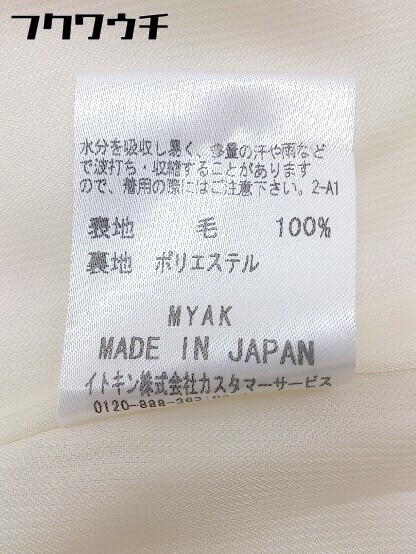 フクワウチ
水分を吸収し易く、多量の汗や雨など
で波打ち・収縮することがあります
ので、着用の際にはご注意下さい。2-A1
表地 毛 100%
裏地 ポリエステル
MYAK
MADE IN JAPAN
イトキン株式会社カスタマーサービス
0120-888-363